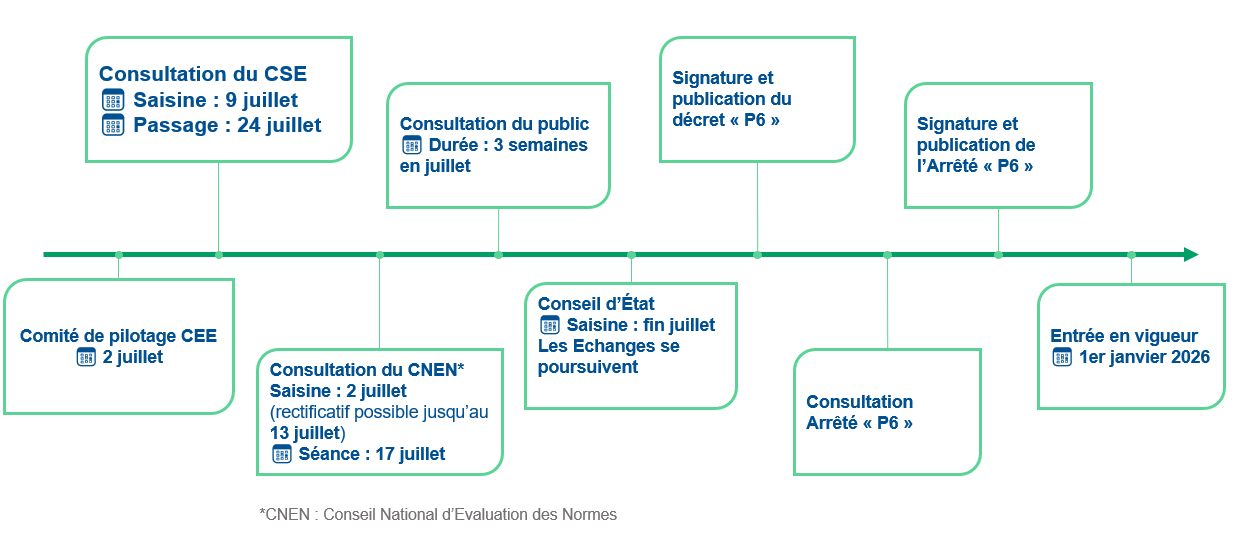 Consultation du CSE
Saisine : 9 juillet
Passage : 24 juillet
Consultation du public
Durée : 3 semaines
en juillet
Signature et
publication du
décret « P6 »
Signature et
publication de
l’Arrêté « P6 »
Comité de pilotage CEE
2 juillet
Consultation du CNEN*
Saisine : 2 juillet
(rectificatif possible jusqu’au
13 juillet)
Séance : 17 juillet
Conseil d’État
Saisine : fin juillet
Les Echanges se
poursuivent
Consultation
Arrêté « P6 »
Entrée en vigueur
1er janvier 2026
*CNEN : Conseil National d’Evaluation des Normes